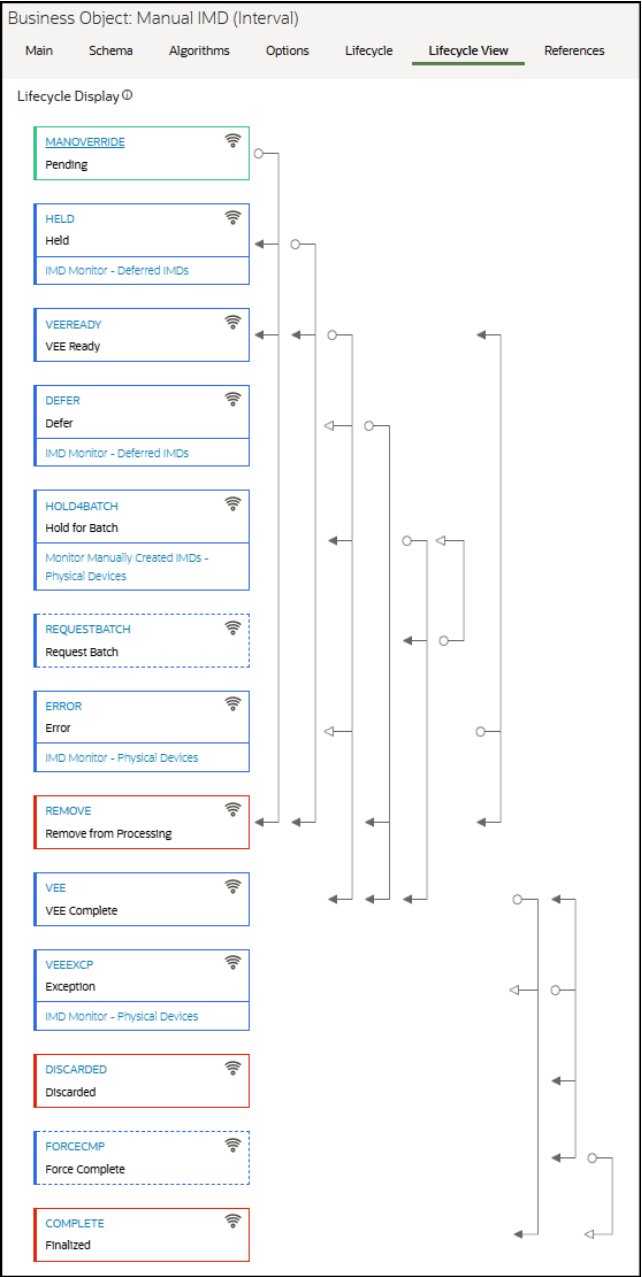 Business Object: Manual IMD (Interval)
Main Schema Algorithms Options Lifecycle Lifecycle View References
Lifecycle Display
MANOVERRIDE
Pending
HELD
Held
IMD Monitor - Deferred IMDs
VEEREADY
VEE Ready
DEFER
Defer
IMD Monitor - Deferred IMDs
HOLD4BATCH
Hold for Batch
Monitor Manually Created IMDs -
Physical Devices
REQUESTBATCH
Request Batch
ERROR
Error
IMD Monitor - Physical Devices
REMOVE
Remove from Processing
VEE
VEE Complete
VEEEXCP
Exception
IMD Monitor - Physical Devices
DISCARDED
Discarded
FORCECMP
Force Complete
COMPLETE
Finalized